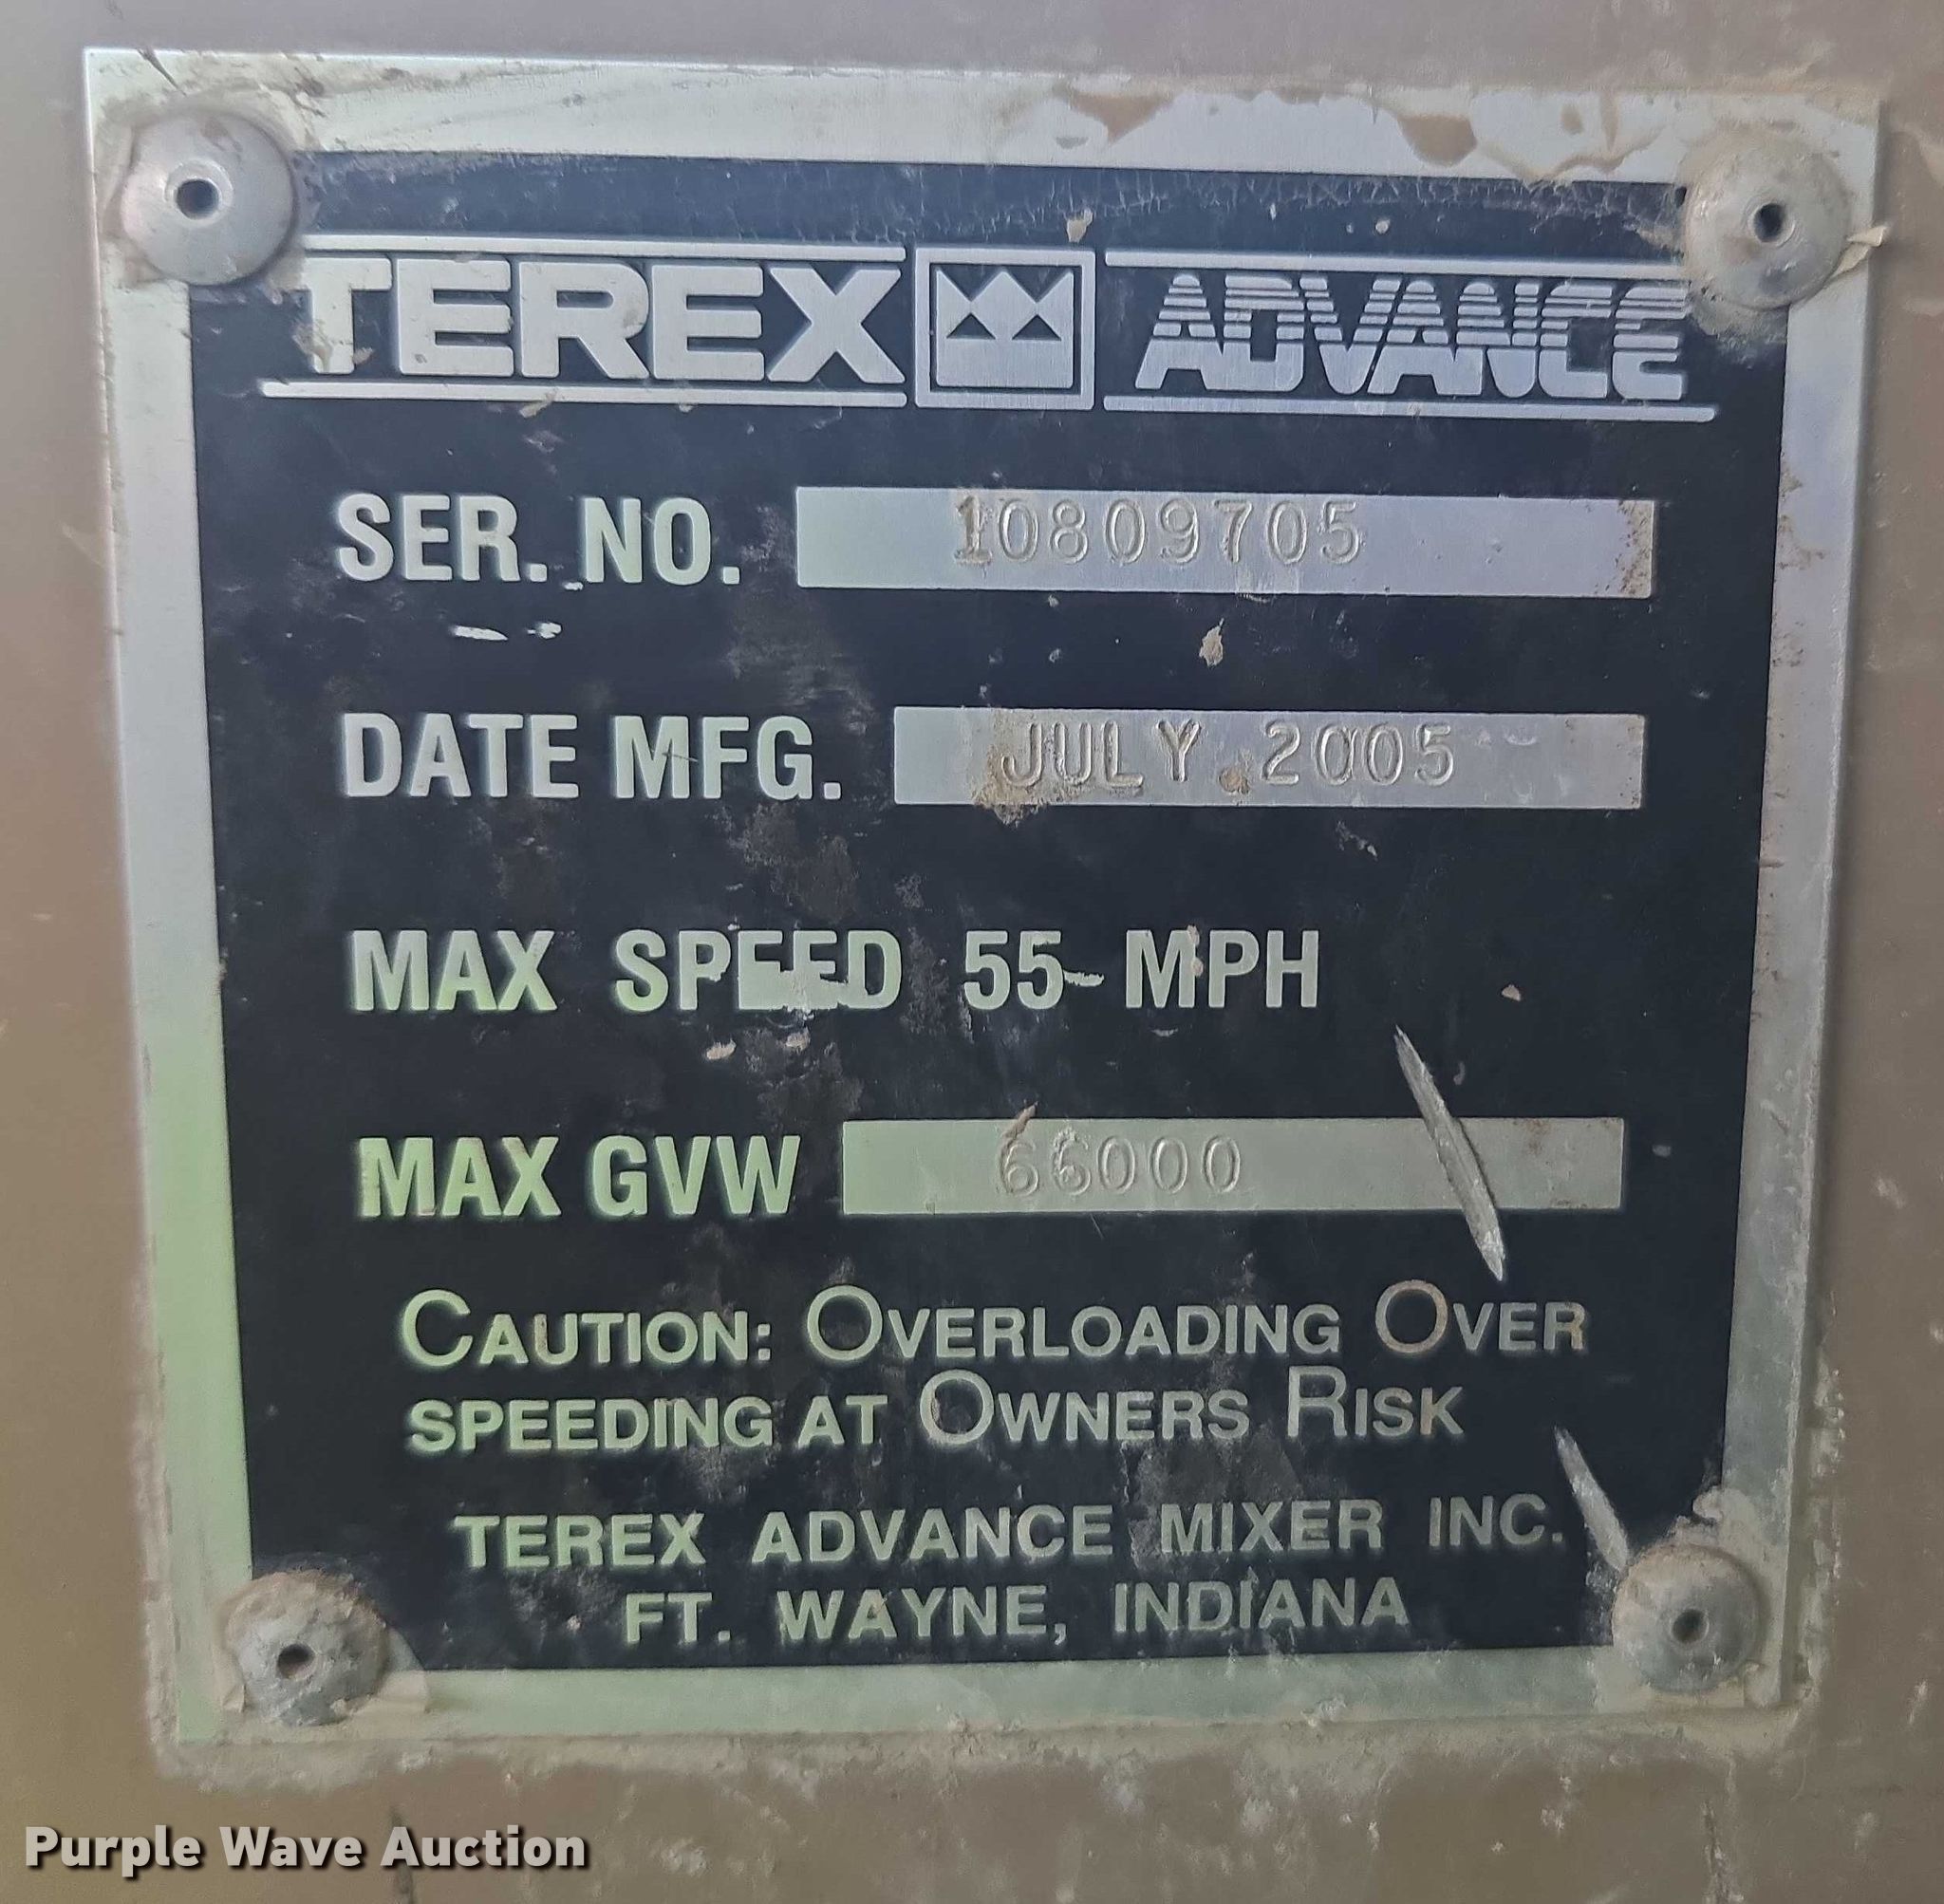 TEREX ADVANCE
SER. NO. 10809705
DATE MFG. JULY 2005
MAX SPEED 55 MPH
MAX GVW 66000
CAUTION: OVERLOADING OVER
SPEEDING AT OWNERS RISK
TEREX ADVANCE MIXER INC.
FT. WAYNE, INDIANA
Purple Wave Auction